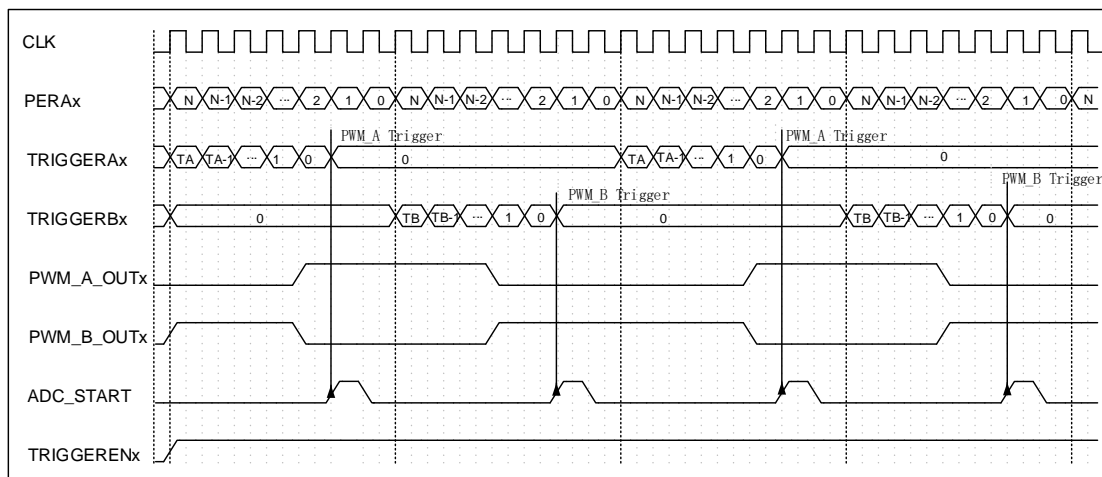 CLK
PERAx N N-1 N-2 ... 2 1 0 N N-1 N-2 ... 2 1 0 N N-1 N-2 ... 2 1 0 N N-1 N-2 ... 2 1 0 N
PWM_A Trigger PWM_A Trigger
TRIGGERAx TA TA-1 ... 1 0 0 TA TA-1 ... 1 0 0
PWM_B Trigger PWM_B Trigger
TRIGGERBx 0 TB TB-1 ... 1 0 0 TB TB-1 ... 1 0 0
PWM_A_OUTx
PWM_B_OUTx
ADC_START
TRIGGERENx